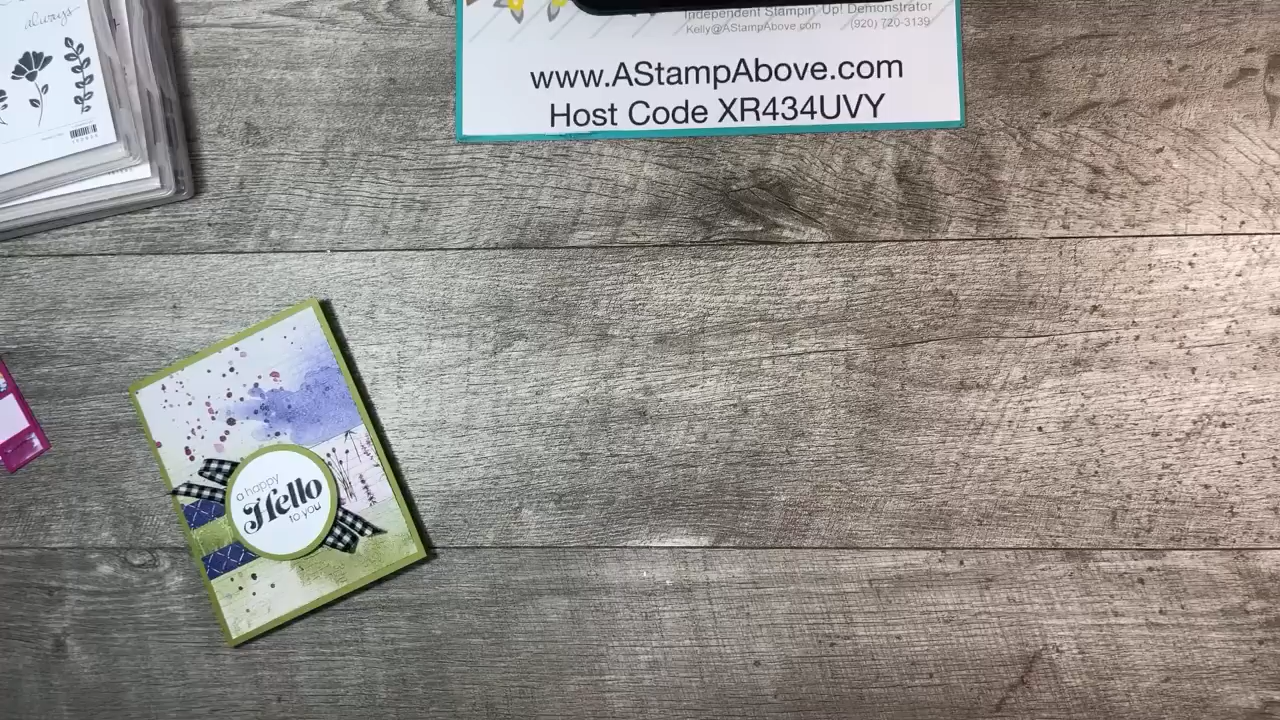 always
Independent Stampin' Up! Demonstrator
Kelly@AStampAbove.com (920) 720-3139
www.AStampAbove.com
Host Code XR434UVY
a happy
Hello
to you